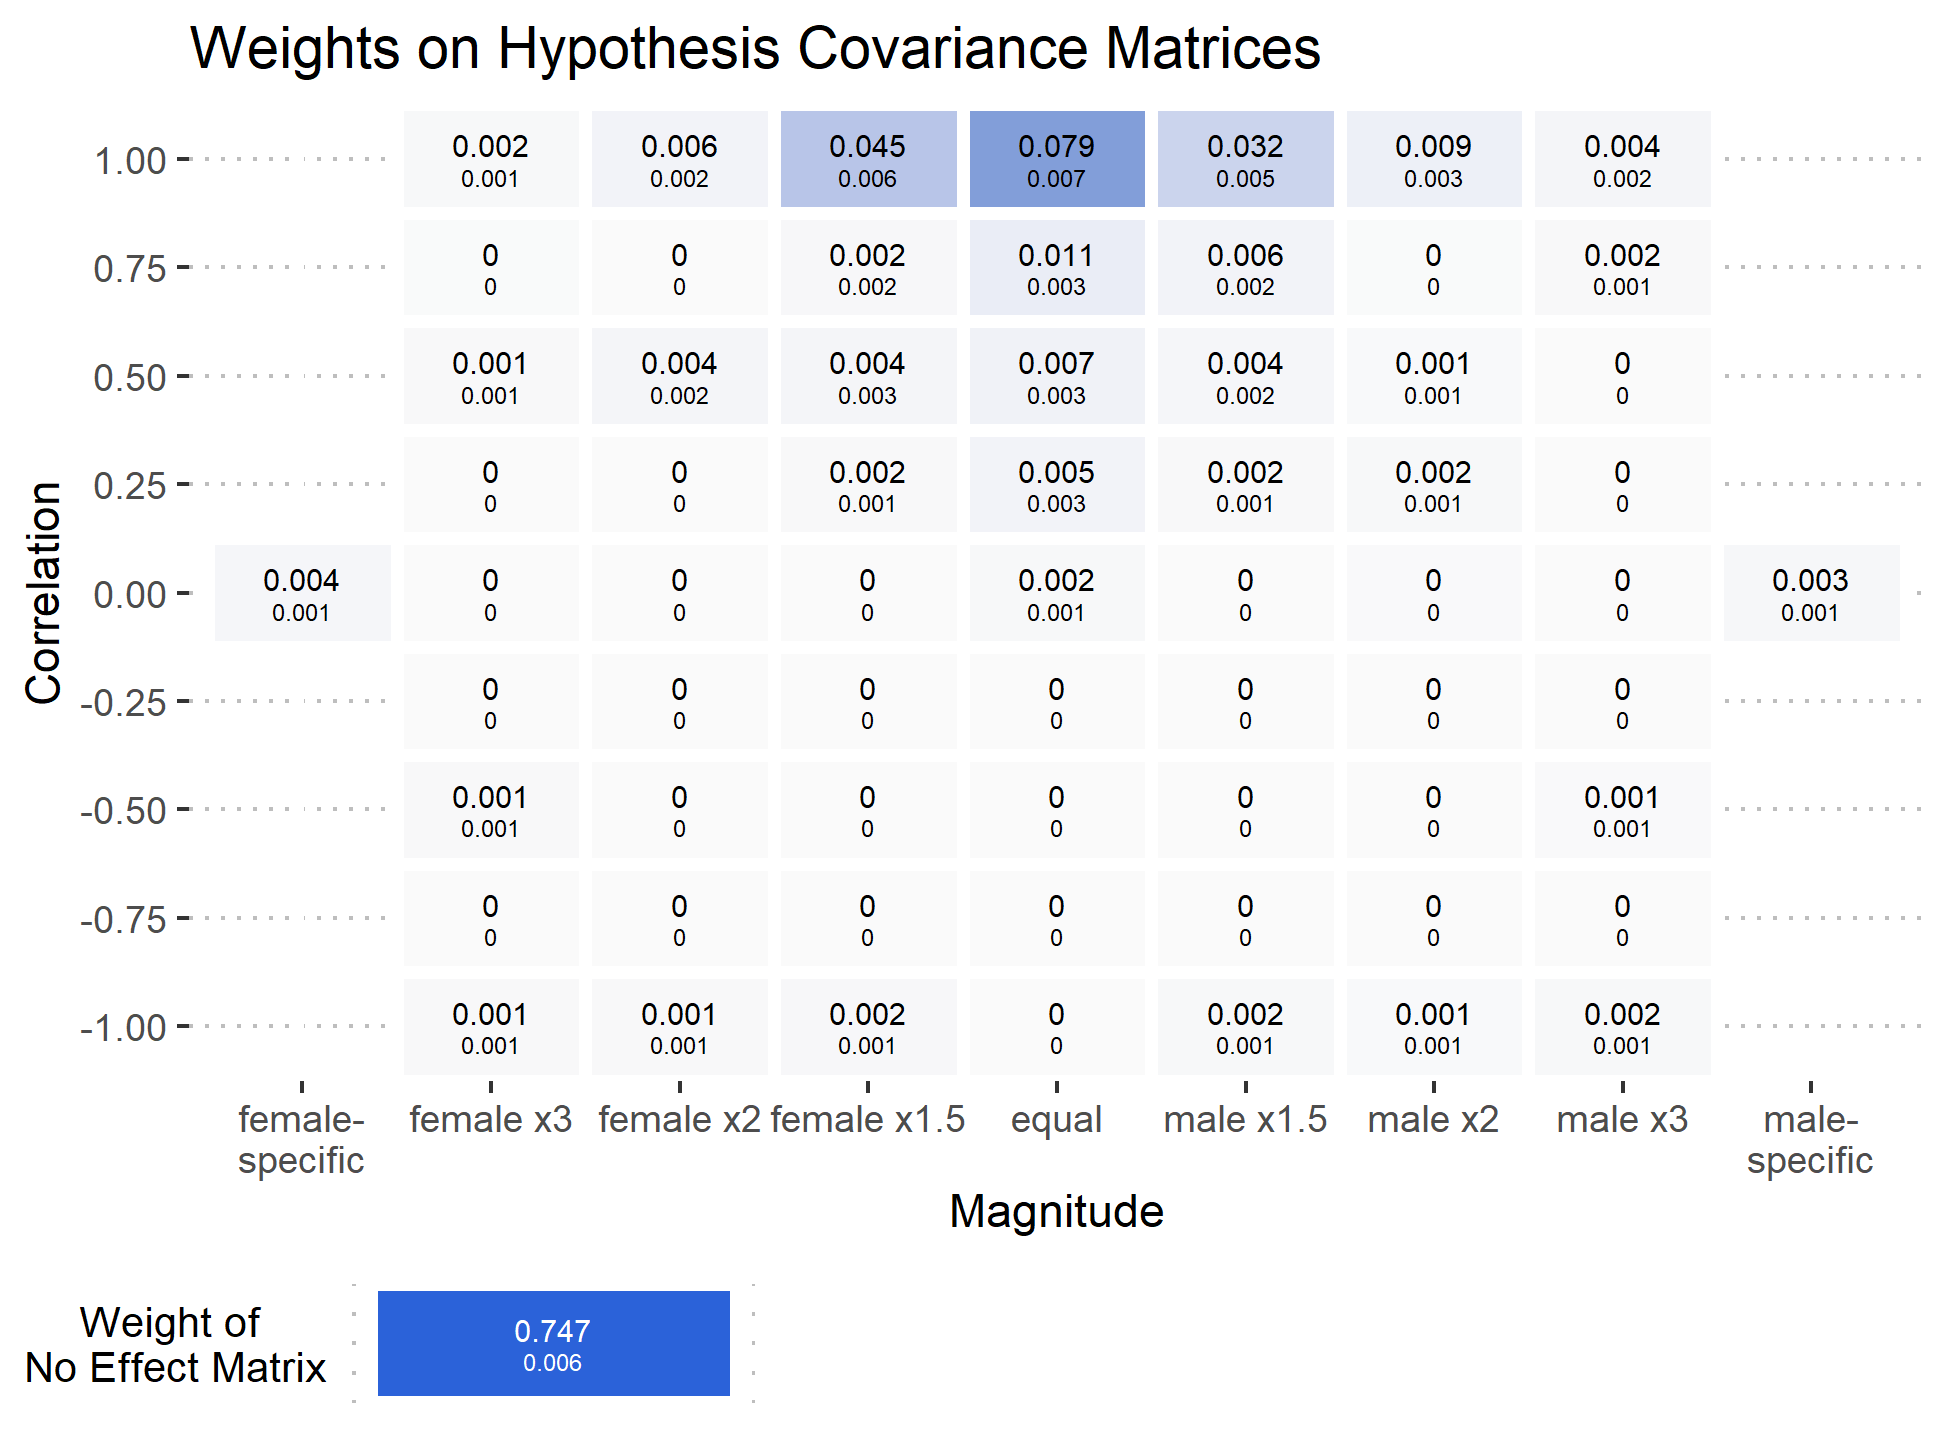 Weights on Hypothesis Covariance Matrices
1.00 0.002 0.006 0.045 0.079 0.032 0.009 0.004
0.001 0.002 0.006 0.007 0.005 0.003 0.002
0.75 0 0 0.002 0.011 0.006 0 0.002
0 0 0.002 0.003 0.002 0 0.001
0.50 0.001 0.004 0.004 0.007 0.004 0.001 0
0.001 0.002 0.003 0.003 0.002 0.001 0
0.25 0 0 0.002 0.005 0.002 0.002 0
0 0 0.001 0.003 0.001 0.001 0
0.00 0.004 0 0 0 0.002 0 0 0 0.003
0.001 0 0 0 0.001 0 0 0 0.001
-0.25 0 0 0 0 0 0 0
0 0 0 0 0 0 0
-0.50 0.001 0 0 0 0 0 0.001
0.001 0 0 0 0 0 0.001
-0.75 0 0 0 0 0 0 0
0 0 0 0 0 0 0
-1.00 0.001 0.001 0.002 0 0.002 0.001 0.002
0.001 0.001 0.001 0 0.001 0.001 0.001
Correlation
female- female x3 female x2 female x1.5 equal male x1.5 male x2 male x3 male-
specific specific
Magnitude
Weight of
No Effect Matrix
0.747
0.006